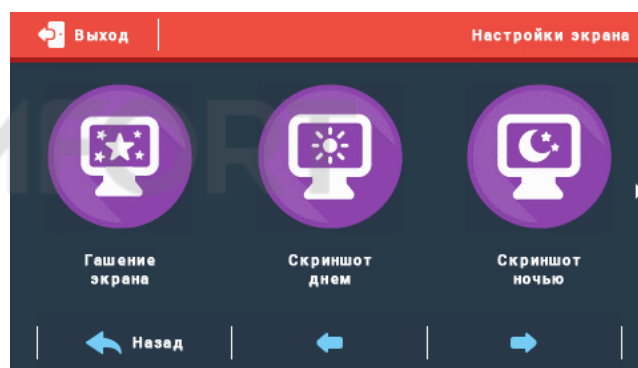 Выход
Настройки экрана
Гашение
экрана
Скриншот
днем
Скриншот
ночью
Назад